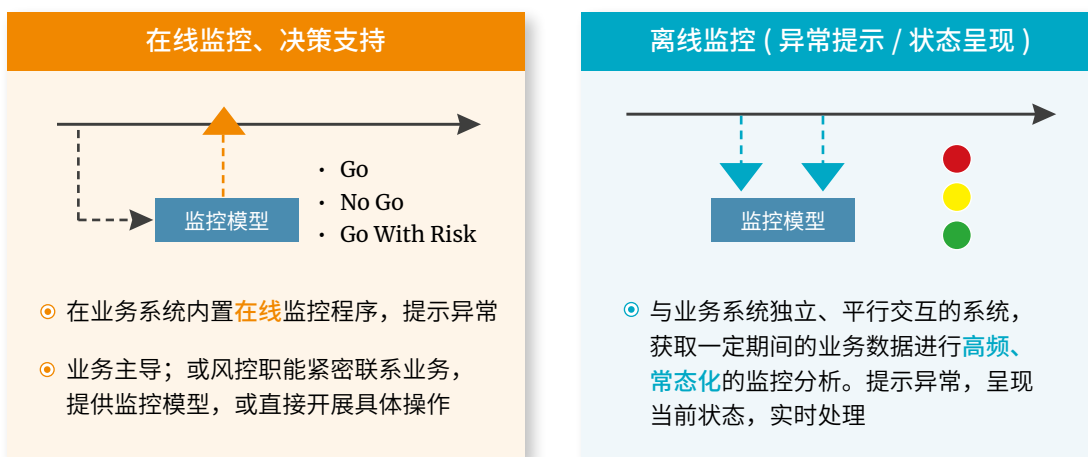 在线监控、决策支持
监控模型
· Go
· No Go
· Go With Risk
在业务系统内置在线监控程序，提示异常
业务主导；或风控职能紧密联系业务，
提供监控模型，或直接开展具体操作
离线监控 ( 异常提示 / 状态呈现 )
监控模型
与业务系统独立、平行交互的系统，
获取一定期间的业务数据进行高频、
常态化的监控分析。提示异常，呈现
当前状态，实时处理